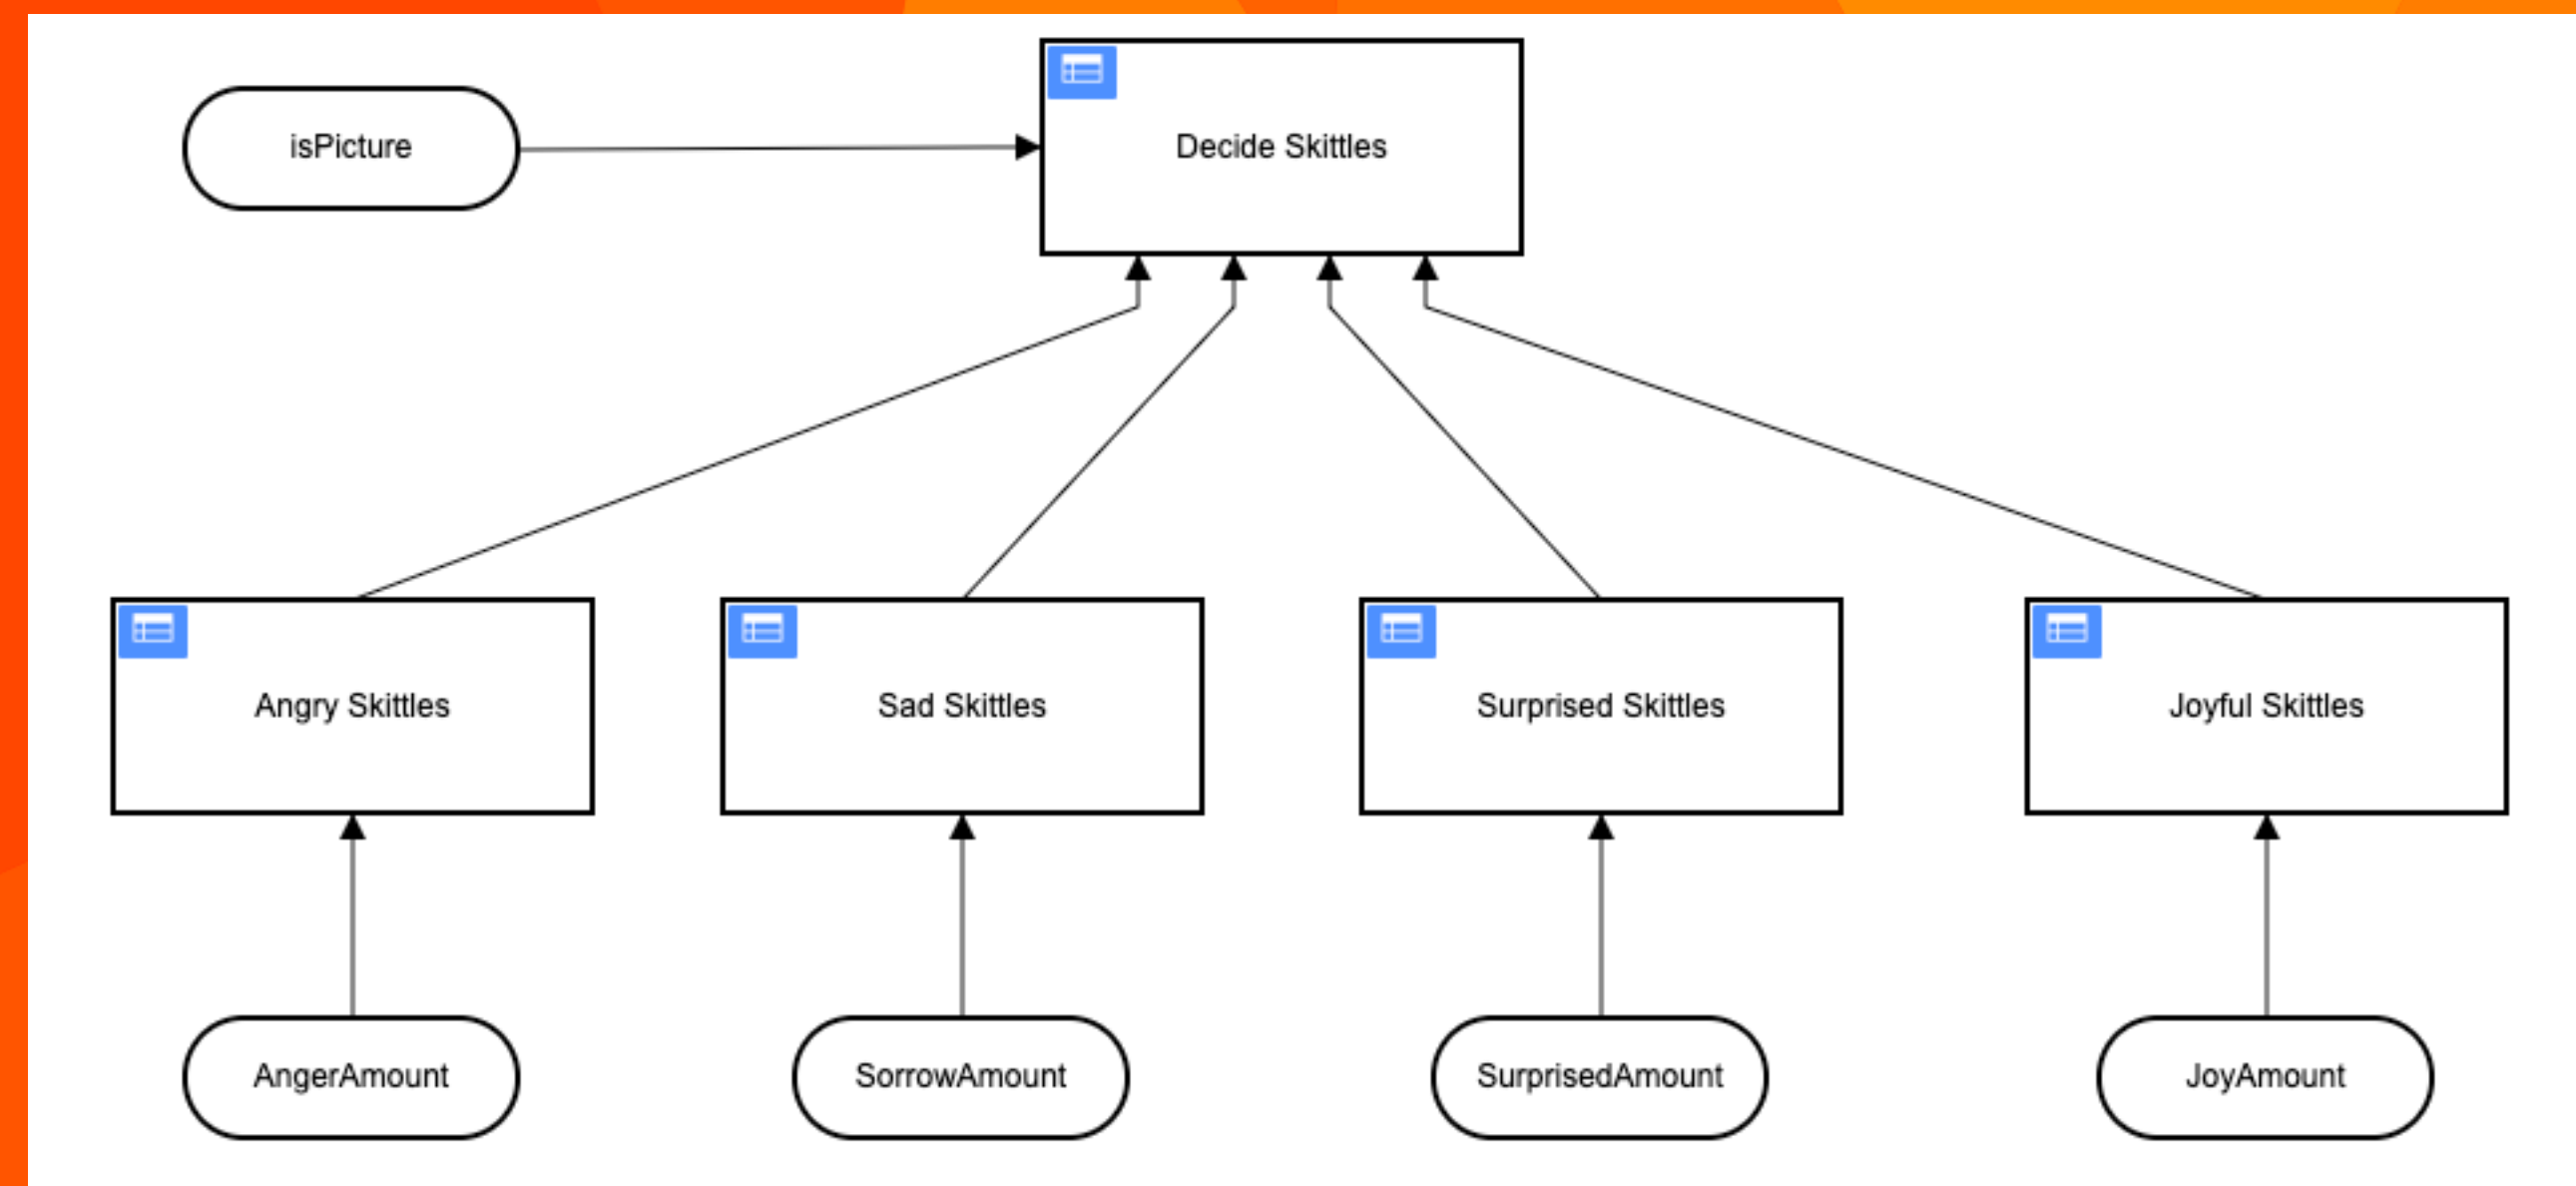 isPicture
Decide Skittles
Angry Skittles
Sad Skittles
Surprised Skittles
Joyful Skittles
AngerAmount
SorrowAmount
SurprisedAmount
JoyAmount